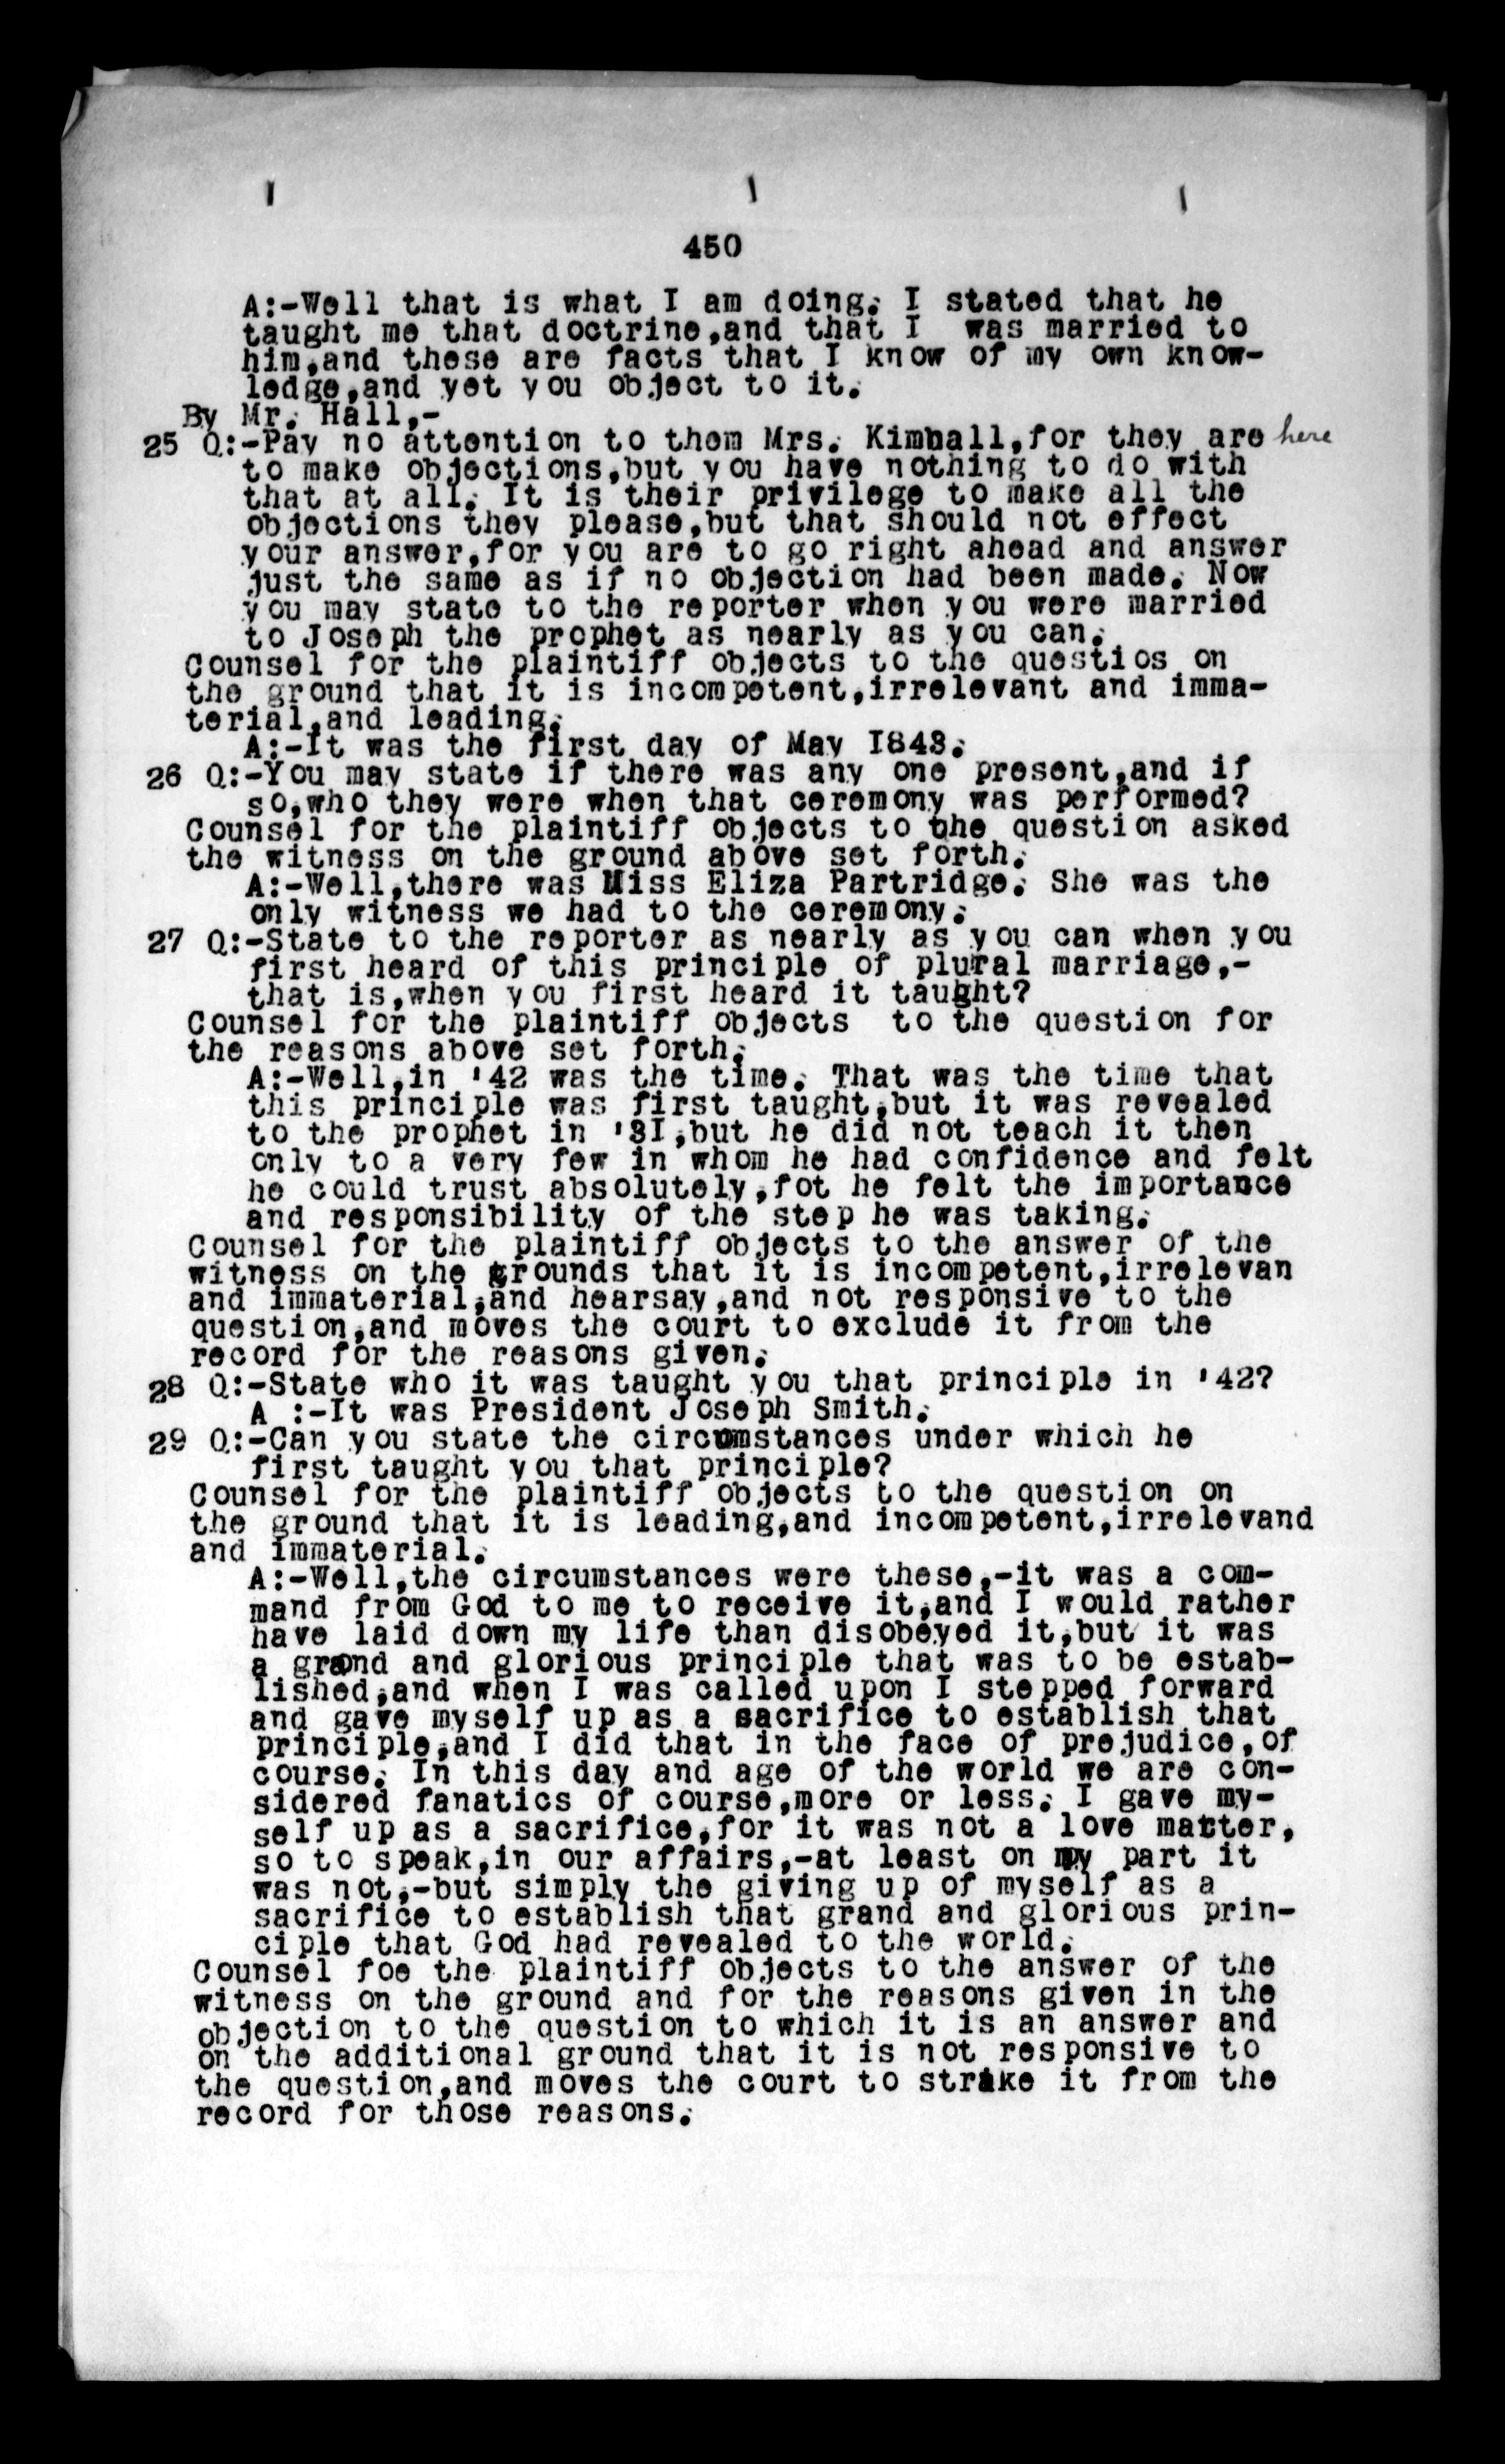 450
A:-Well that is what I am doing. I stated that he
taught me that doctrine,and that I was married to
him,and these are facts that I know of my own know-
ledge,and yet you object to it.
By Mr. Hall,-
25 Q:-Pay no attention to them Mrs. Kimball,for they are here
to make objections,but you have nothing to do with
that at all. It is their privilege to make all the
objections they please,but that should not effect
your answer,for you are to go right ahead and answer
just the same as if no objection had been made. Now
you may state to the reporter when you were married
to Joseph the prophet as nearly as you can.
Counsel for the plaintiff objects to the questios on
the ground that it is incompetent,irrelevant and imma-
terial,and leading.
A:-It was the first day of May I843.
26 Q:-You may state if there was any one present,and if
so,who they were when that ceremony was performed?
Counsel for the plaintiff objects to the question asked
the witness on the ground above set forth.
A:-Well,there was Miss Eliza Partridge. She was the
only witness we had to the ceremony.
27 Q:-State to the reporter as nearly as you can when you
first heard of this principle of plural marriage,-
that is,when you first heard it taught?
Counsel for the plaintiff objects to the question for
the reasons above set forth.
A:-Well,in '42 was the time. That was the time that
this principle was first taught,but it was revealed
to the prophet in '3I,but he did not teach it then
only to a very few in whom he had confidence and felt
he could trust absolutely,fot he felt the importance
and responsibility of the step he was taking.
Counsel for the plaintiff objects to the answer of the
witness on the grounds that it is incompetent,irrelevan
and immaterial,and hearsay,and not responsive to the
question,and moves the court to exclude it from the
record for the reasons given.
28 Q:-State who it was taught you that principle in '42?
A :-It was President Joseph Smith.
29 Q:-Can you state the circumstances under which he
first taught you that principle?
Counsel for the plaintiff objects to the question on
the ground that it is leading,and incompetent,irrelevand
and immaterial.
A:-Well,the circumstances were these,-it was a com-
mand from God to me to receive it,and I would rather
have laid down my life than disobeyed it,but it was
a grand and glorious principle that was to be estab-
lished,and when I was called upon I stepped forward
and gave myself up as a sacrifice to establish that
principle,and I did that in the face of prejudice,of
course. In this day and age of the world we are con-
sidered fanatics of course,more or less. I gave my-
self up as a sacrifice,for it was not a love matter,
so to speak,in our affairs,-at least on my part it
was not,-but simply the giving up of myself as a
sacrifice to establish that grand and glorious prin-
ciple that God had revealed to the world.
Counsel foe the plaintiff objects to the answer of the
witness on the ground and for the reasons given in the
objection to the question to which it is an answer and
on the additional ground that it is not responsive to
the question,and moves the court to strike it from the
record for those reasons.